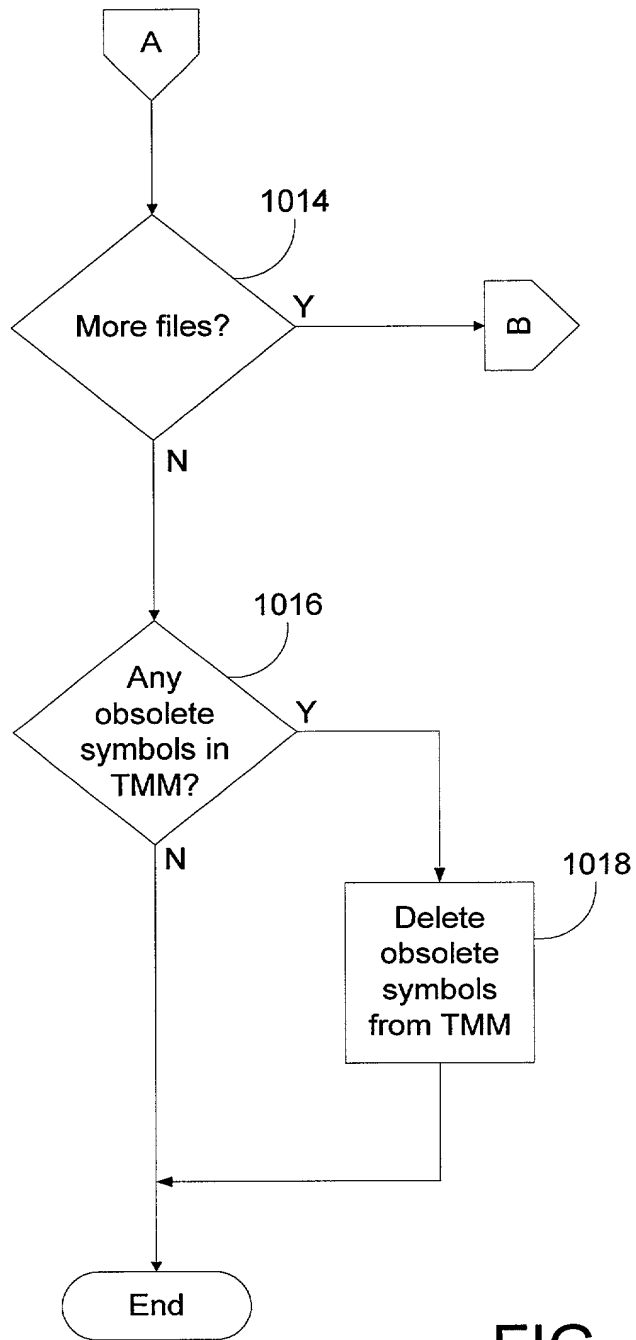 A
1014
More files?
Y
B
N
1016
Any
obsolete
symbols in
TMM?
Y
N
1018
Delete
obsolete
symbols
from TMM
End
FIG